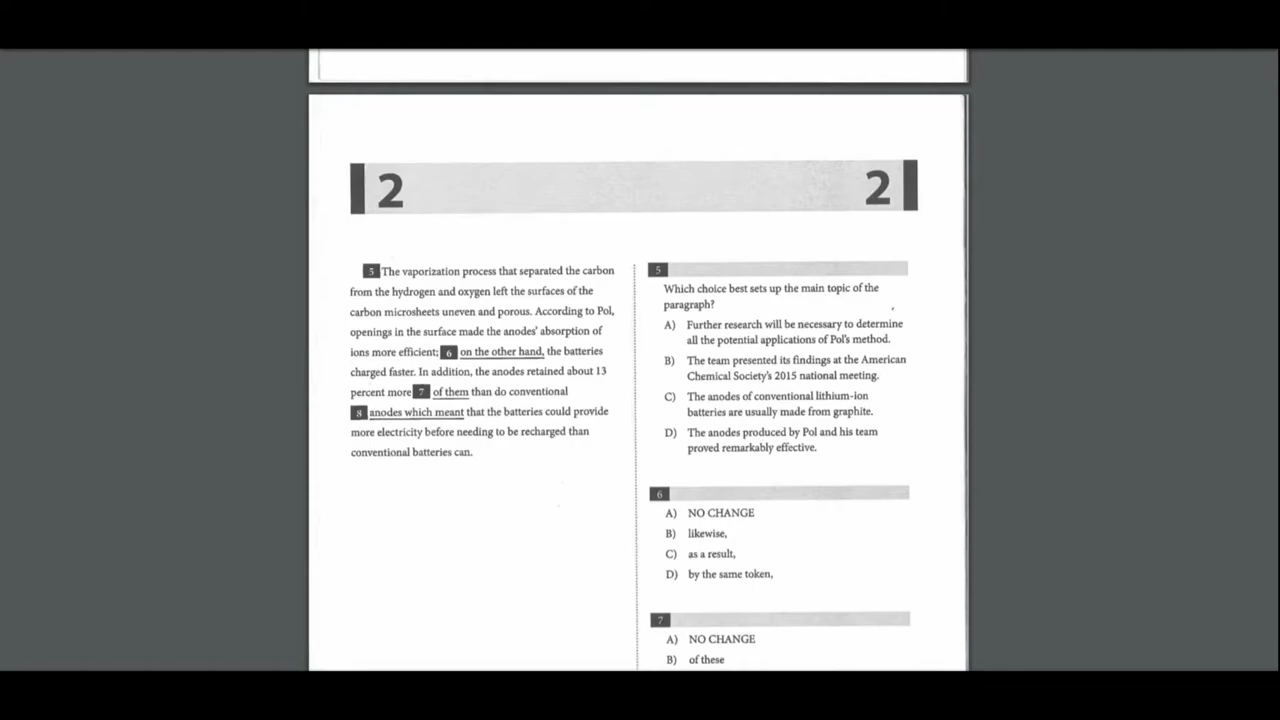 2 2
5 The vaporization process that separated the carbon
from the hydrogen and oxygen left the surfaces of the
carbon microsheets uneven and porous. According to Pol,
openings in the surface made the anodes' absorption of
ions more efficient; 6 on the other hand, the batteries
charged faster. In addition, the anodes retained about 13
percent more 7 of them than do conventional
8 anodes which meant that the batteries could provide
more electricity before needing to be recharged than
conventional batteries can.
5
Which choice best sets up the main topic of the
paragraph?
A) Further research will be necessary to determine
all the potential applications of Pol's method.
B) The team presented its findings at the American
Chemical Society's 2015 national meeting.
C) The anodes of conventional lithium-ion
batteries are usually made from graphite.
D) The anodes produced by Pol and his team
proved remarkably effective.
6
A) NO CHANGE
B) likewise,
C) as a result,
D) by the same token,
7
A) NO CHANGE
B) of these